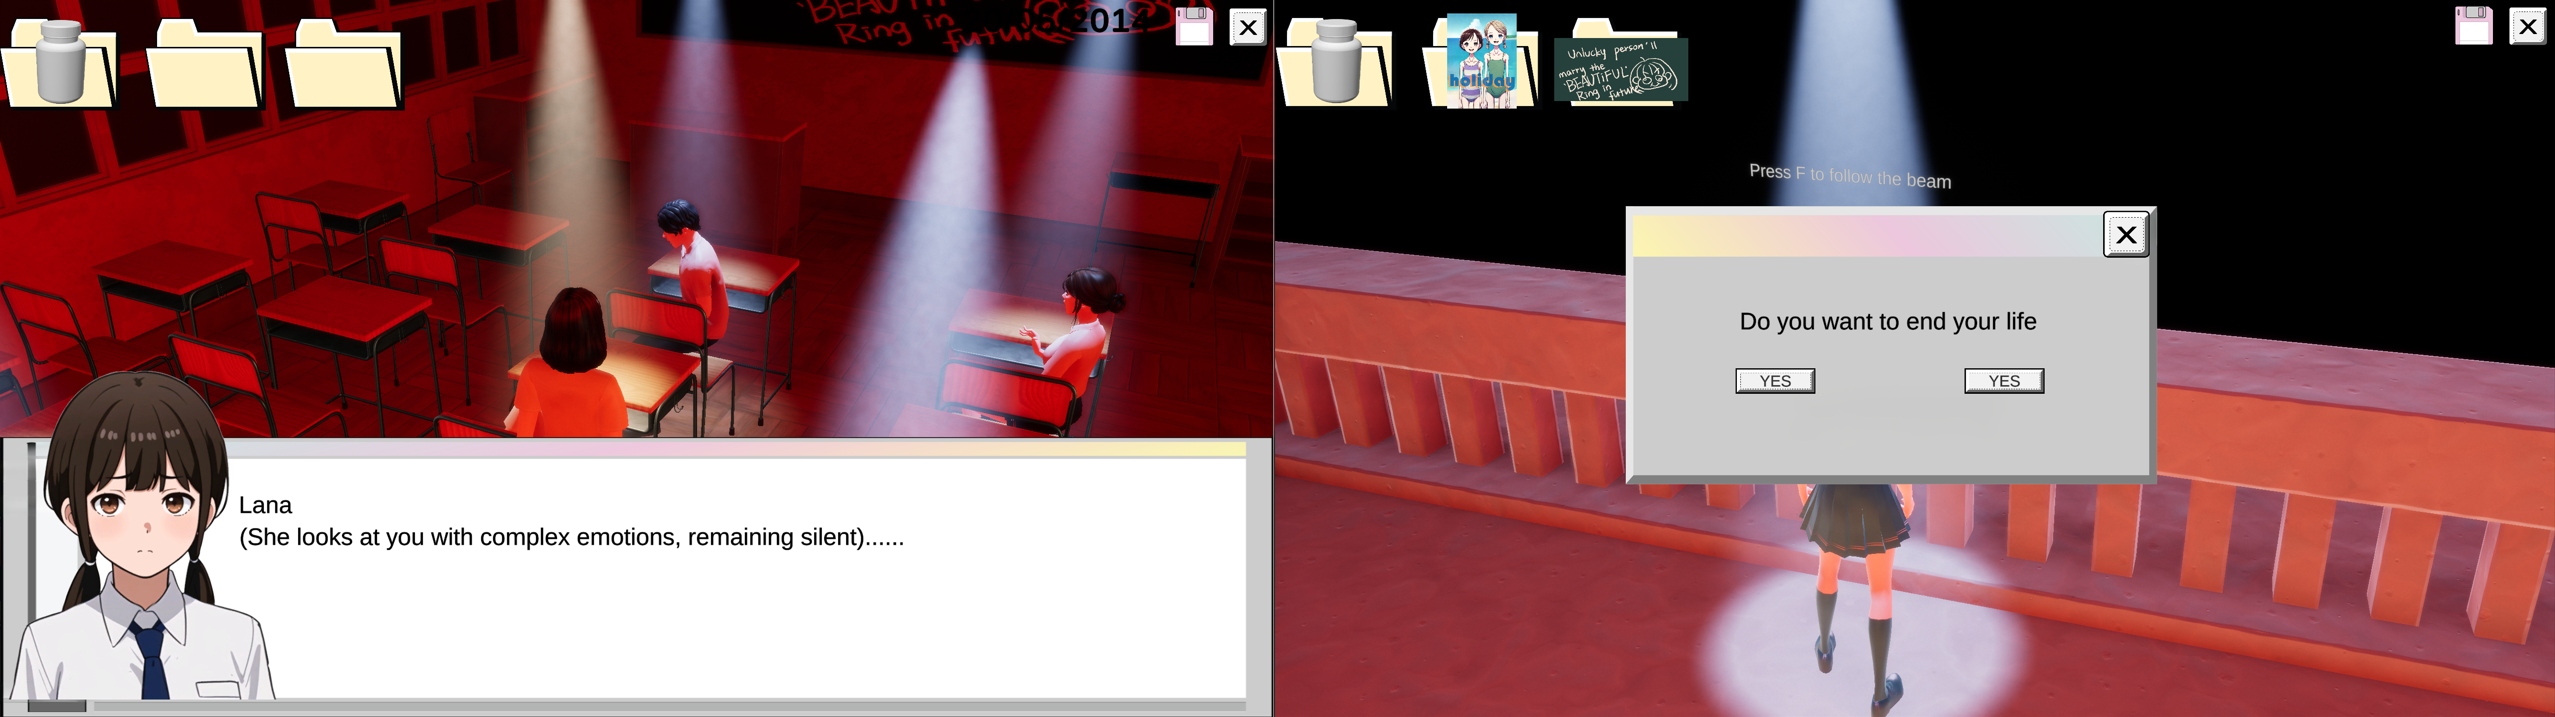 'BEAUTI
Ring in
futur
2014
X
Lana
(She looks at you with complex emotions, remaining silent)......
holiday
Unlucky person'll
marry the
'BEAUTiFUL'
Ring in
future
X
Press F to follow the beam
X
Do you want to end your life
YES
YES